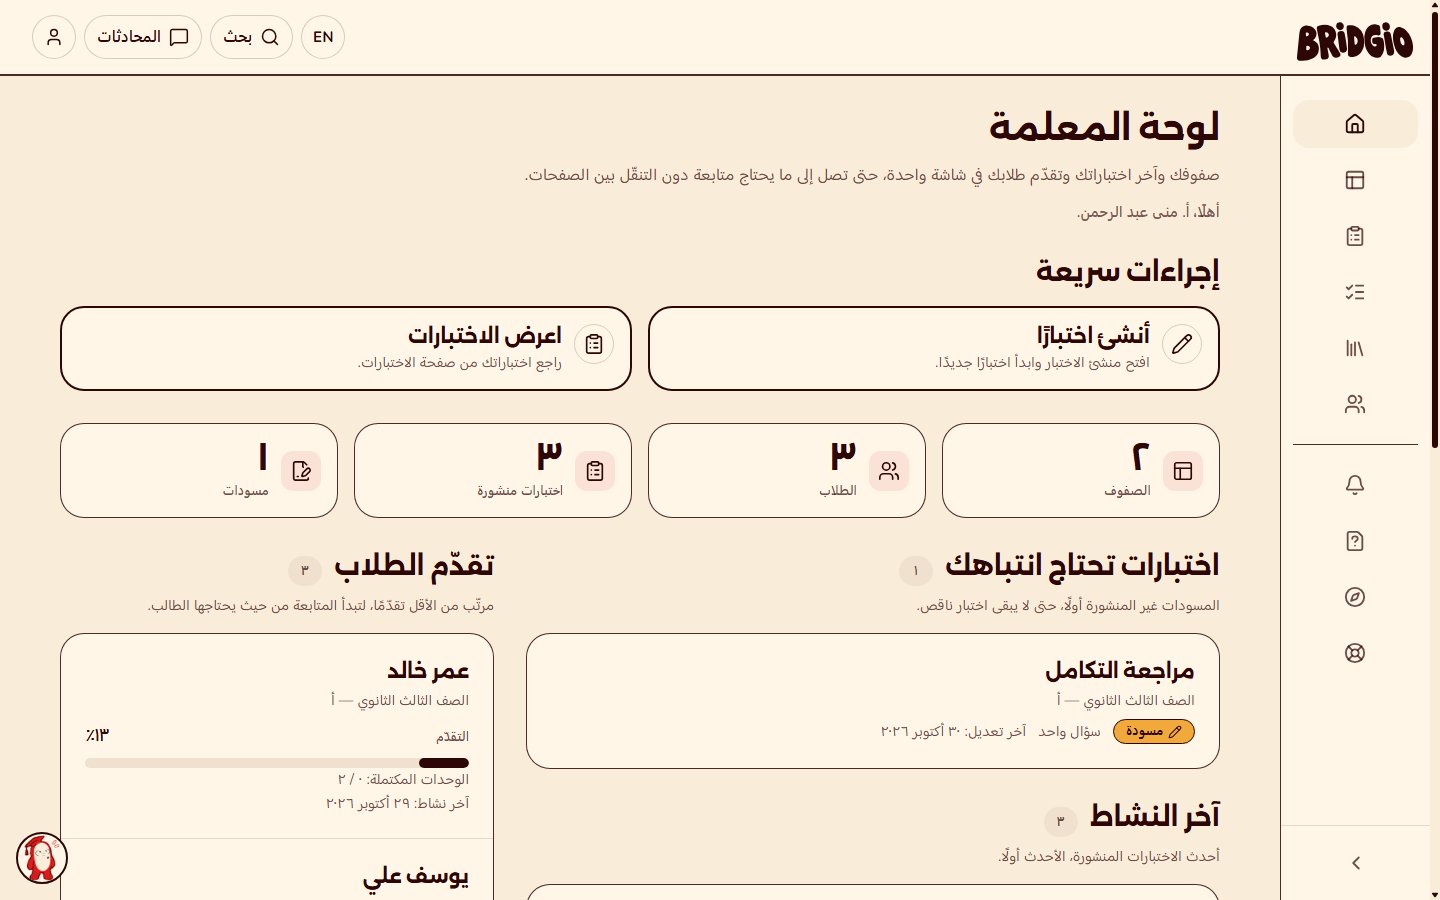 BRiDGiO
EN
بحث
المحادثات
لوحة المعلمة
صفوفك وآخر اختباراتك وتقدّم طلابك في شاشة واحدة، حتى تصل إلى ما يحتاج متابعة دون التنقّل بين الصفحات.
أهلًا، أ. منى عبد الرحمن.
إجراءات سريعة
أنشئ اختبارًا
افتح منشئ الاختبار وابدأ اختبارًا جديدًا.
اعرض الاختبارات
راجع اختباراتك من صفحة الاختبارات.
٢
الصفوف
٣
الطلاب
٣
اختبارات منشورة
١
مسودات
اختبارات تحتاج انتباهك ١
المسودات غير المنشورة أولًا، حتى لا يبقى اختبار ناقص.
مراجعة التكامل
الصف الثالث الثانوي — أ
مسودة سؤال واحد آخر تعديل: ٣٠ أكتوبر ٢٠٢٦
آخر النشاط ٣
أحدث الاختبارات المنشورة، الأحدث أولًا.
تقدّم الطلاب ٣
مرتّب من الأقل تقدّمًا، لتبدأ المتابعة من حيث يحتاجها الطالب.
عمر خالد
الصف الثالث الثانوي — أ
التقدّم ١٣٪
الوحدات المكتملة: ٠ / ٢
آخر نشاط: ٢٩ أكتوبر ٢٠٢٦
يوسف علي